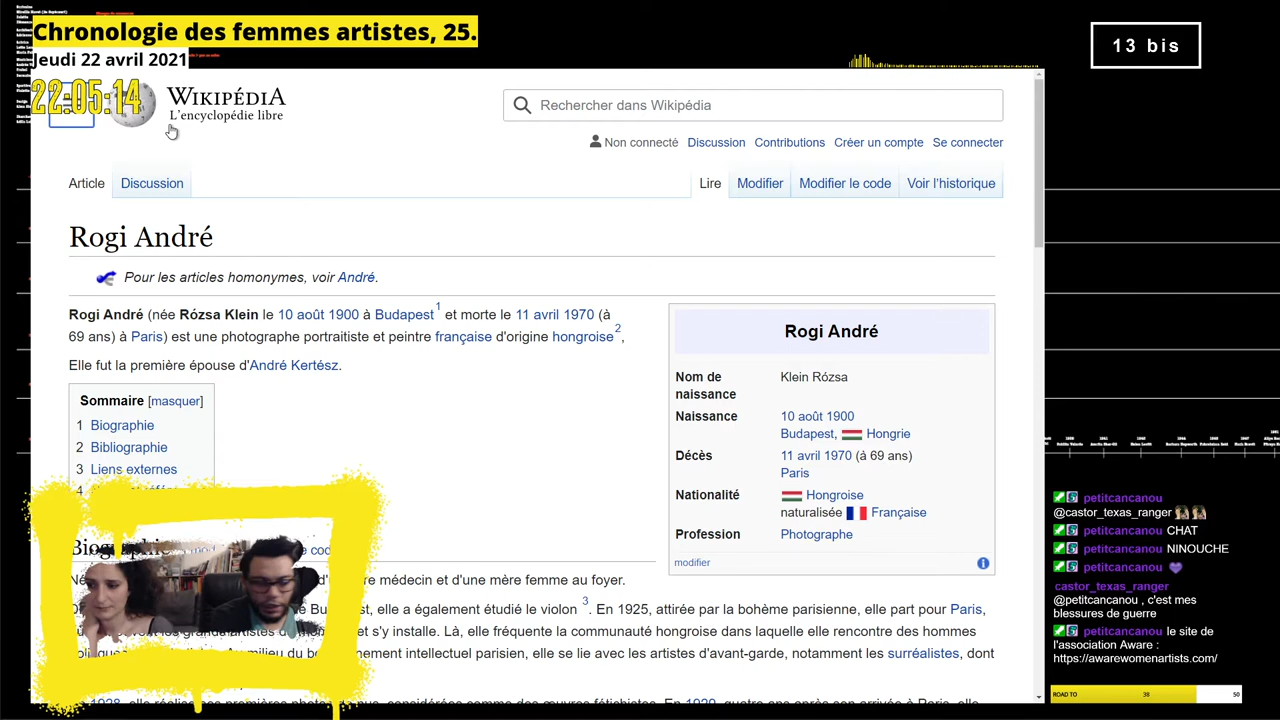 Chronologie des femmes artistes, 25.
Jeudi 22 avril 2021
22:05:14
13 bis
WIKIPÉDIA
L'encyclopédie libre
Rechercher dans Wikipédia
Non connecté Discussion Contributions Créer un compte Se connecter
Article Discussion Lire Modifier Modifier le code Voir l'historique
Rogi André
Pour les articles homonymes, voir André.
Rogi André (née Rózsa Klein le 10 août 1900 à Budapest 1 et morte le 11 avril 1970 (à
69 ans) à Paris) est une photographe portraitiste et peintre française d'origine hongroise 2,
Elle fut la première épouse d'André Kertész.
Sommaire [masquer]
1 Biographie
2 Bibliographie
3 Liens externes
4
Rogi André
Nom de
naissance
Klein Rózsa
Naissance 10 août 1900
Budapest, Hongrie
Décès 11 avril 1970 (à 69 ans)
Paris
Nationalité Hongroise
naturalisée Française
Profession Photographe
modifier
Biographie
médecin et d'une mère femme au foyer.
elle a également étudié le violon 3. En 1925, attirée par la bohème parisienne, elle part pour Paris,
et s'y installe. Là, elle fréquente la communauté hongroise dans laquelle elle rencontre des hommes
intellectuel parisien, elle se lie avec les artistes d'avant-garde, notamment les surréalistes, dont
petitcancanou
@castor_texas_ranger
petitcancanou CHAT
petitcancanou NINOUCHE
petitcancanou
castor_texas_ranger
@petitcancanou , c'est mes
blessures de guerre
petitcancanou le site de
l'association Aware :
https://awarewomenartists.com/
ROAD TO 38 50